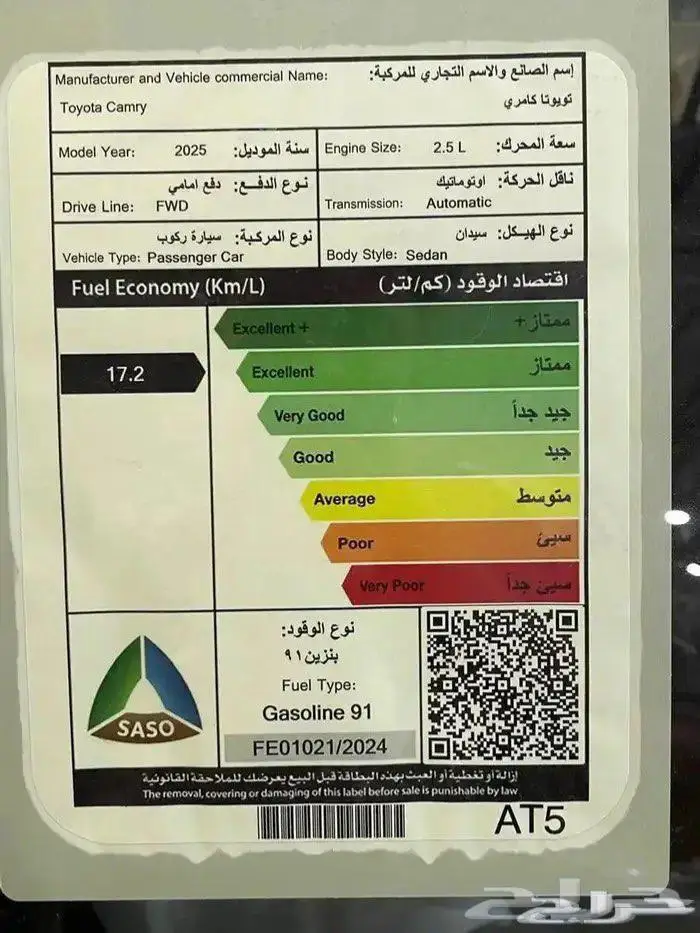 Manufacturer and Vehicle commercial Name: إسم الصانع والاسم التجاري للمركبة:
Toyota Camry تويوتا كامري
Model Year: 2025 سنة الموديل:
Engine Size: 2.5 L سعة المحرك:
نوع الدفع: دفع امامي
Drive Line: FWD
ناقل الحركة: اوتوماتيك
Transmission: Automatic
نوع المركبة: سيارة ركوب
Vehicle Type: Passenger Car
نوع الهيكل: سيدان
Body Style: Sedan
Fuel Economy (Km/L) اقتصاد الوقود (كم/لتر)
Excellent + ممتاز +
17.2
Excellent ممتاز
Very Good جيد جداً
Good جيد
Average متوسط
Poor سيئ
Very Poor سيئ جداً
SASO
نوع الوقود:
بنزين ٩١
Fuel Type:
Gasoline 91
FE01021/2024
إزالة أو تغطية أو العبث بهذه البطاقة قبل البيع يعرضك للملاحقة القانونية
The removal, covering or damaging of this label before sale is punishable by law
AT5
حراج